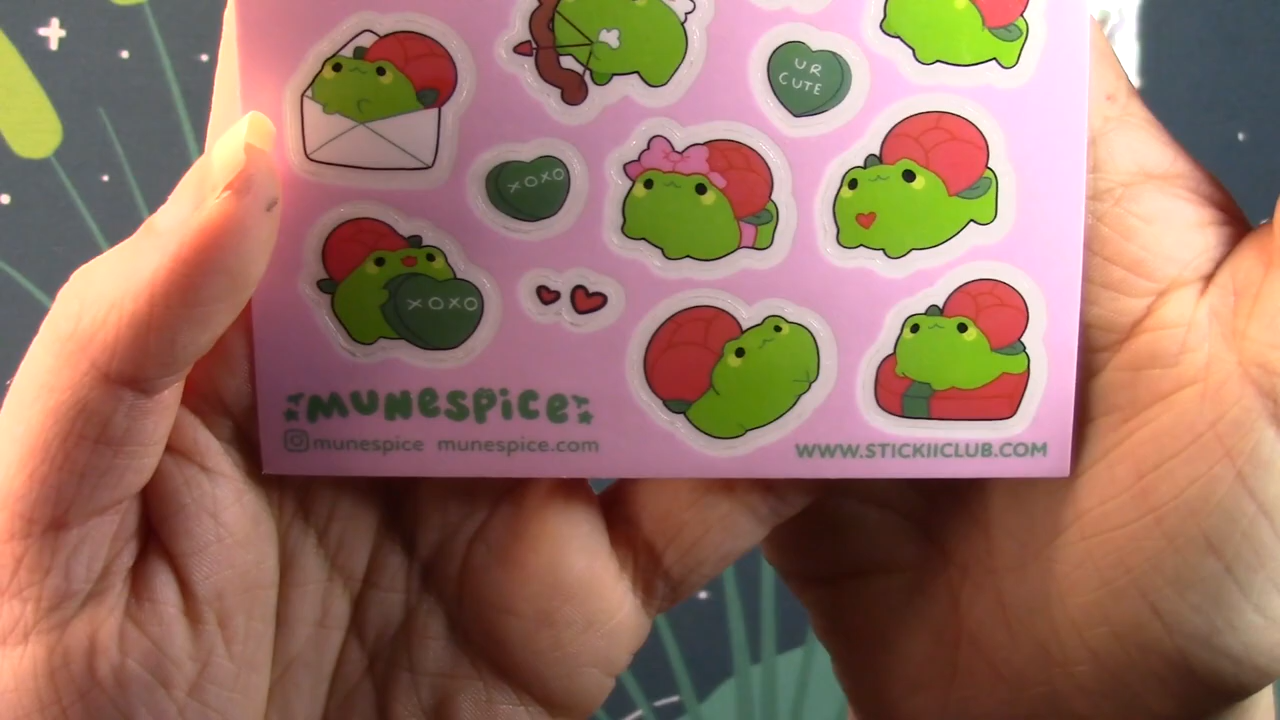 UR
CUTE
XOXO
XOXO
MUNESPICE
munespice munespice.com
WWW.STICKIICLUB.COM